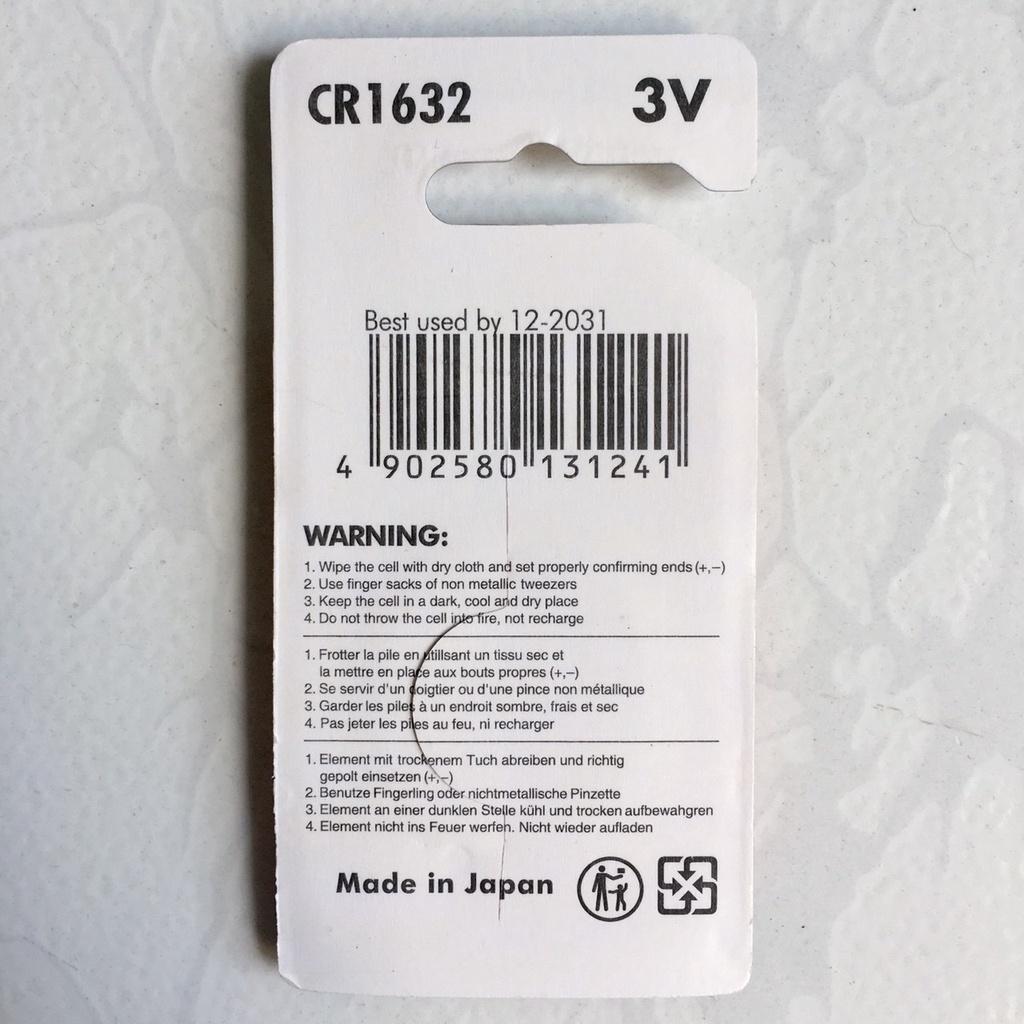 CR1632 3V
Best used by 12-2031
4 902580 131241
WARNING:
1. Wipe the cell with dry cloth and set properly confirming ends (+,−)
2. Use finger sacks of non metallic tweezers
3. Keep the cell in a dark, cool and dry place
4. Do not throw the cell into fire, not recharge
1. Frotter la pile en utillsant un tissu sec et
la mettre en place aux bouts propres (+,−)
2. Se servir d'un doigtier ou d'une pince non métallique
3. Garder les piles à un endroit sombre, frais et sec
4. Pas jeter les piles au feu, ni recharger
1. Element mit trockenem Tuch abreiben und richtig
gepolt einsetzen (+,−)
2. Benutze Fingerling oder nichtmetallische Pinzette
3. Element an einer dunklen Stelle kühl und trocken aufbewahgren
4. Element nicht ins Feuer werfen. Nicht wieder aufladen
Made in Japan